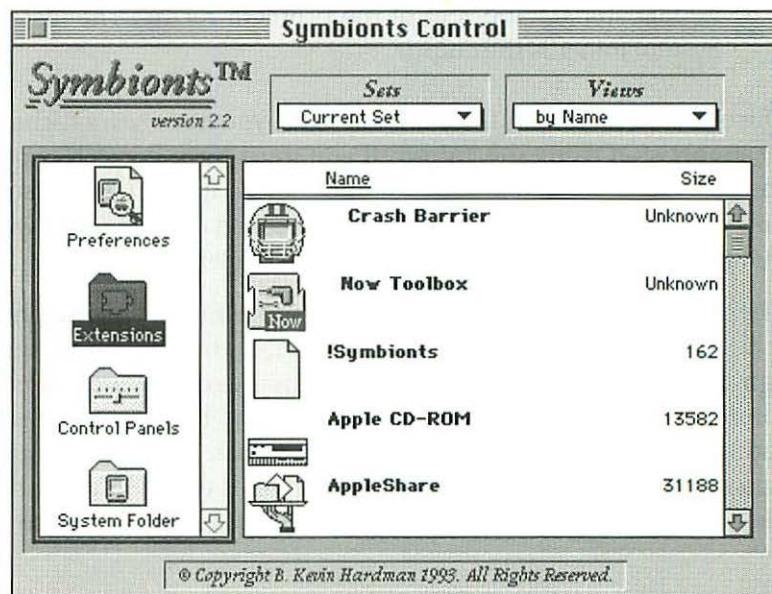 Symbionts Control
Symbionts™
version 2.2
Sets
Current Set
Views
by Name
Preferences
Extensions
Control Panels
System Folder
Name Size
Crash Barrier Unknown
Now Toolbox Unknown
Now
!Symbionts 162
Apple CD-ROM 13582
AppleShare 31188
© Copyright B. Kevin Hardman 1993. All Rights Reserved.